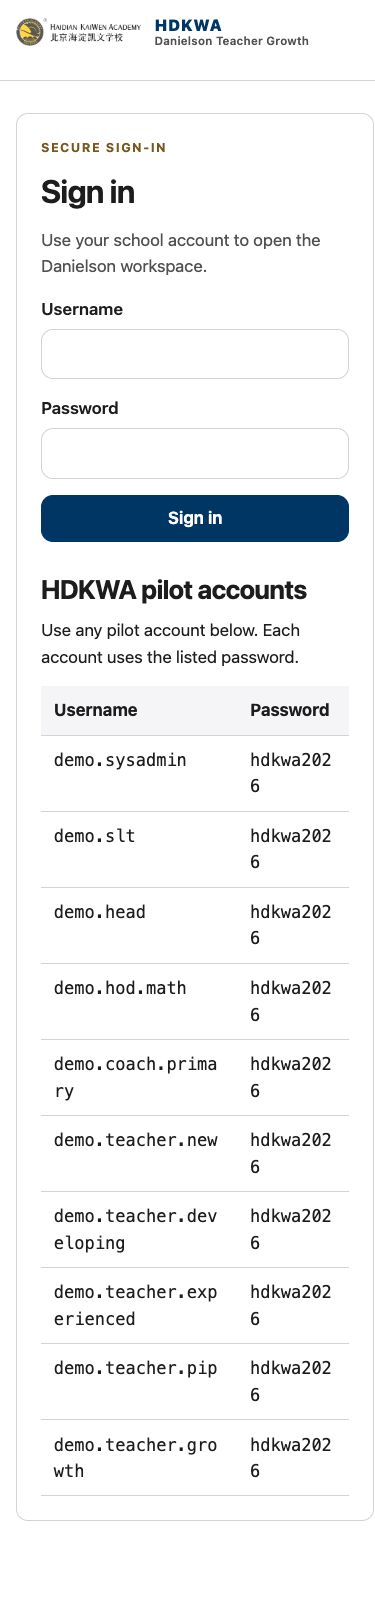 HAIDIAN KAIWEN ACADEMY
北京海淀凯文学校
HDKWA
Danielson Teacher Growth
SECURE SIGN-IN
Sign in
Use your school account to open the
Danielson workspace.
Username
Password
Sign in
HDKWA pilot accounts
Use any pilot account below. Each
account uses the listed password.
Username Password
demo.sysadmin hdkwa202
6
demo.slt hdkwa202
6
demo.head hdkwa202
6
demo.hod.math hdkwa202
6
demo.coach.prima hdkwa202
ry 6
demo.teacher.new hdkwa202
6
demo.teacher.dev hdkwa202
eloping 6
demo.teacher.exp hdkwa202
erienced 6
demo.teacher.pip hdkwa202
6
demo.teacher.gro hdkwa202
wth 6